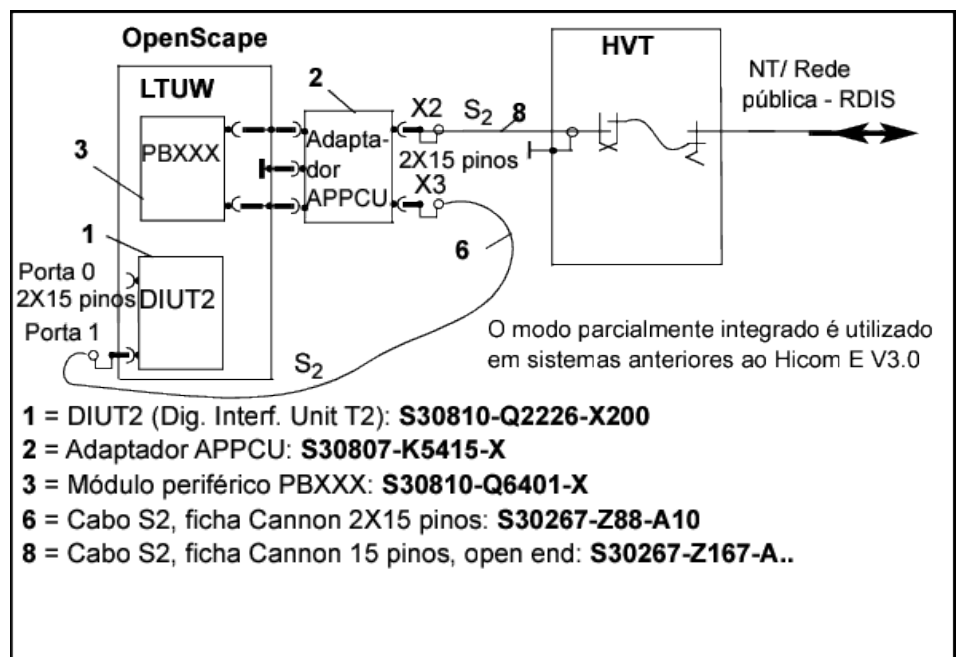 OpenScape
HVT
LTUW
NT/ Rede
pública - RDIS
2
X2
S2
8
3
PBXXX
Adapta-
dor
APPCU
2X15 pinos
X3
1
6
Porta 0
2X15 pinos
DIUT2
Porta 1
S2
O modo parcialmente integrado é utilizado
em sistemas anteriores ao Hicom E V3.0
1 = DIUT2 (Dig. Interf. Unit T2): S30810-Q2226-X200
2 = Adaptador APPCU: S30807-K5415-X
3 = Módulo periférico PBXXX: S30810-Q6401-X
6 = Cabo S2, ficha Cannon 2X15 pinos: S30267-Z88-A10
8 = Cabo S2, ficha Cannon 15 pinos, open end: S30267-Z167-A..